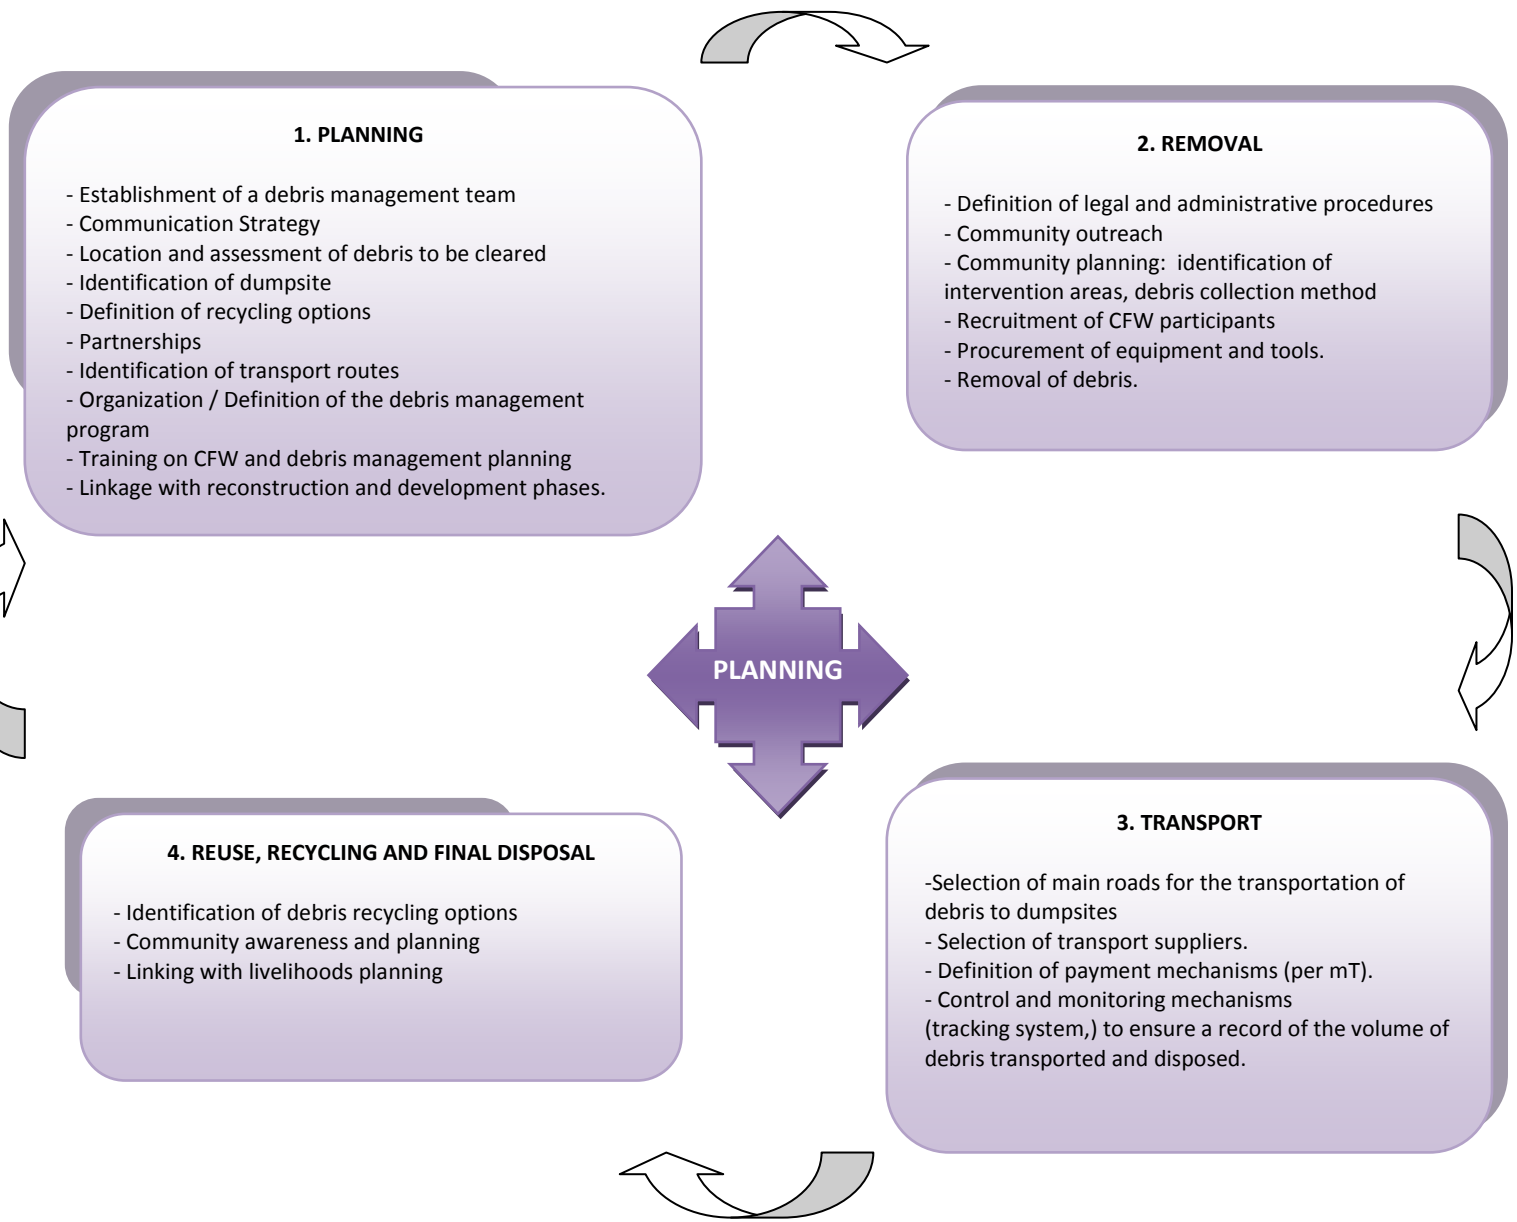 1. PLANNING
- Establishment of a debris management team
- Communication Strategy
- Location and assessment of debris to be cleared
- Identification of dumpsite
- Definition of recycling options
- Partnerships
- Identification of transport routes
- Organization / Definition of the debris management
program
- Training on CFW and debris management planning
- Linkage with reconstruction and development phases.
2. REMOVAL
- Definition of legal and administrative procedures
- Community outreach
- Community planning:  identification of
intervention areas, debris collection method
- Recruitment of CFW participants
- Procurement of equipment and tools.
- Removal of debris.
PLANNING
3. TRANSPORT
-Selection of main roads for the transportation of
debris to dumpsites
- Selection of transport suppliers.
- Definition of payment mechanisms (per mT).
- Control and monitoring mechanisms
(tracking system,) to ensure a record of the volume of
debris transported and disposed.
4. REUSE, RECYCLING AND FINAL DISPOSAL
- Identification of debris recycling options
- Community awareness and planning
- Linking with livelihoods planning